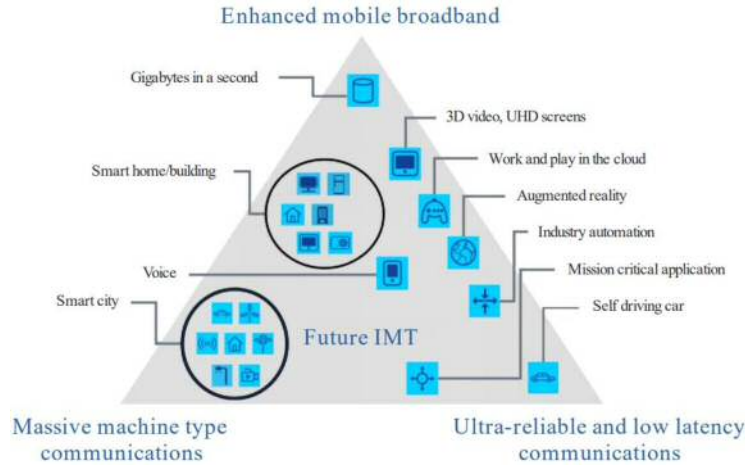 Enhanced mobile broadband
Gigabytes in a second
3D video, UHD screens
Smart home/building
Work and play in the cloud
Augmented reality
Industry automation
Voice
Mission critical application
Smart city
Self driving car
Future IMT
Massive machine type
communications
Ultra-reliable and low latency
communications